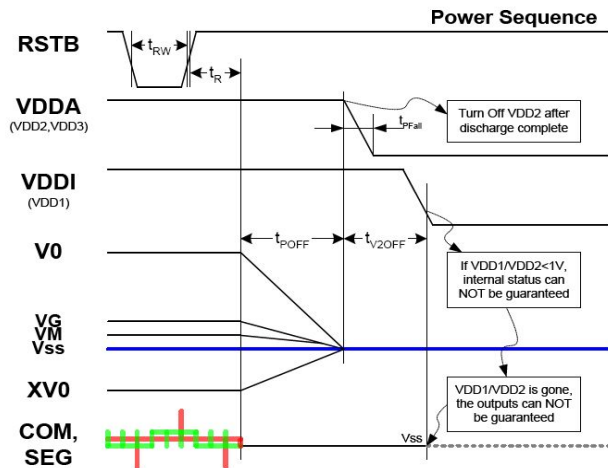 Power Sequence
RSTB
tRW
tR
VDDA
(VDD2,VDD3)
tPFall
Turn Off VDD2 after
discharge complete
VDDI
(VDD1)
tPOFF
tV2OFF
V0
If VDD1/VDD2<1V,
internal status can
NOT be guaranteed
VG
VM
Vss
XV0
VDD1/VDD2 is gone,
the outputs can NOT
be guaranteed
COM,
SEG
Vss